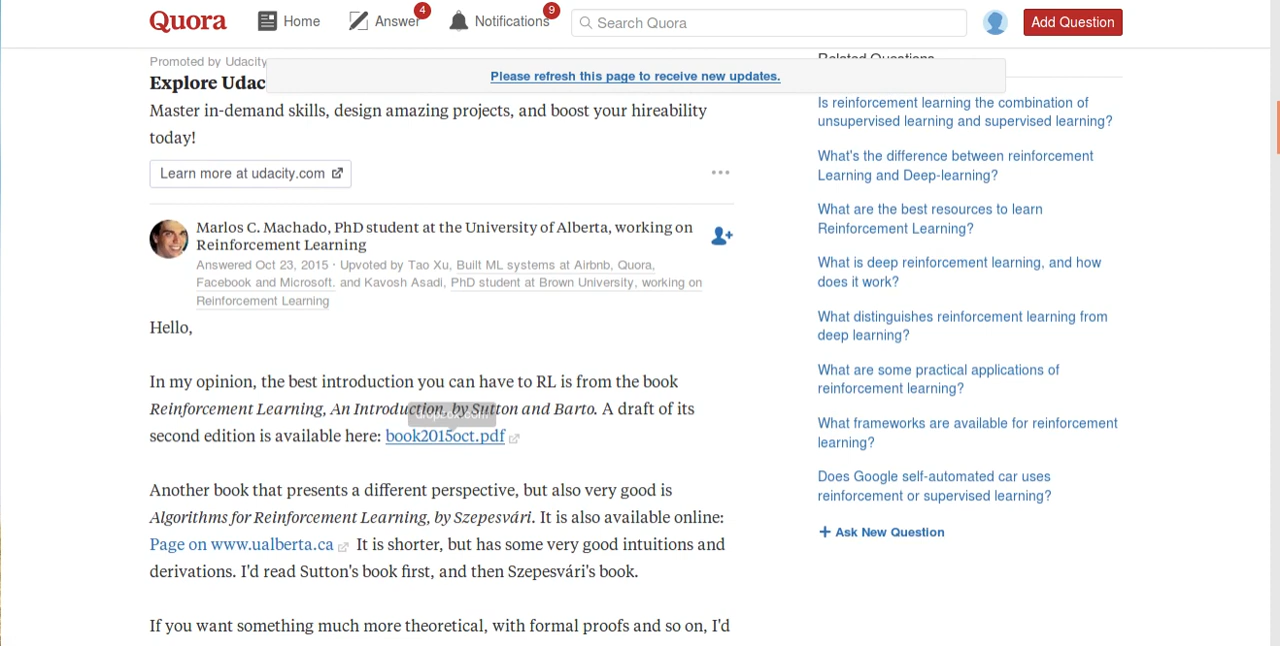 Quora Home Answer 4 Notifications 9 Search Quora Add Question
Promoted by Udacity
Explore Udac
Please refresh this page to receive new updates.
Master in-demand skills, design amazing projects, and boost your hireability
today!
Learn more at udacity.com
Marlos C. Machado, PhD student at the University of Alberta, working on
Reinforcement Learning
Answered Oct 23, 2015 · Upvoted by Tao Xu, Built ML systems at Airbnb, Quora,
Facebook and Microsoft. and Kavosh Asadi, PhD student at Brown University, working on
Reinforcement Learning
Hello,
In my opinion, the best introduction you can have to RL is from the book
Reinforcement Learning, An Introduction, by Sutton and Barto. A draft of its
dropbox.com
second edition is available here: book2015oct.pdf
Another book that presents a different perspective, but also very good is
Algorithms for Reinforcement Learning, by Szepesvári. It is also available online:
Page on www.ualberta.ca It is shorter, but has some very good intuitions and
derivations. I'd read Sutton's book first, and then Szepesvári's book.
If you want something much more theoretical, with formal proofs and so on, I'd
Related Questions
Is reinforcement learning the combination of
unsupervised learning and supervised learning?
What's the difference between reinforcement
Learning and Deep-learning?
What are the best resources to learn
Reinforcement Learning?
What is deep reinforcement learning, and how
does it work?
What distinguishes reinforcement learning from
deep learning?
What are some practical applications of
reinforcement learning?
What frameworks are available for reinforcement
learning?
Does Google self-automated car uses
reinforcement or supervised learning?
+ Ask New Question